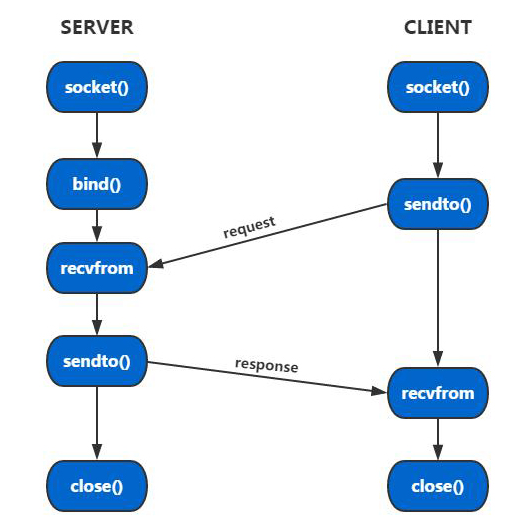 SERVER
CLIENT
socket()
socket()
bind()
sendto()
request
recvfrom
sendto()
response
recvfrom
close()
close()